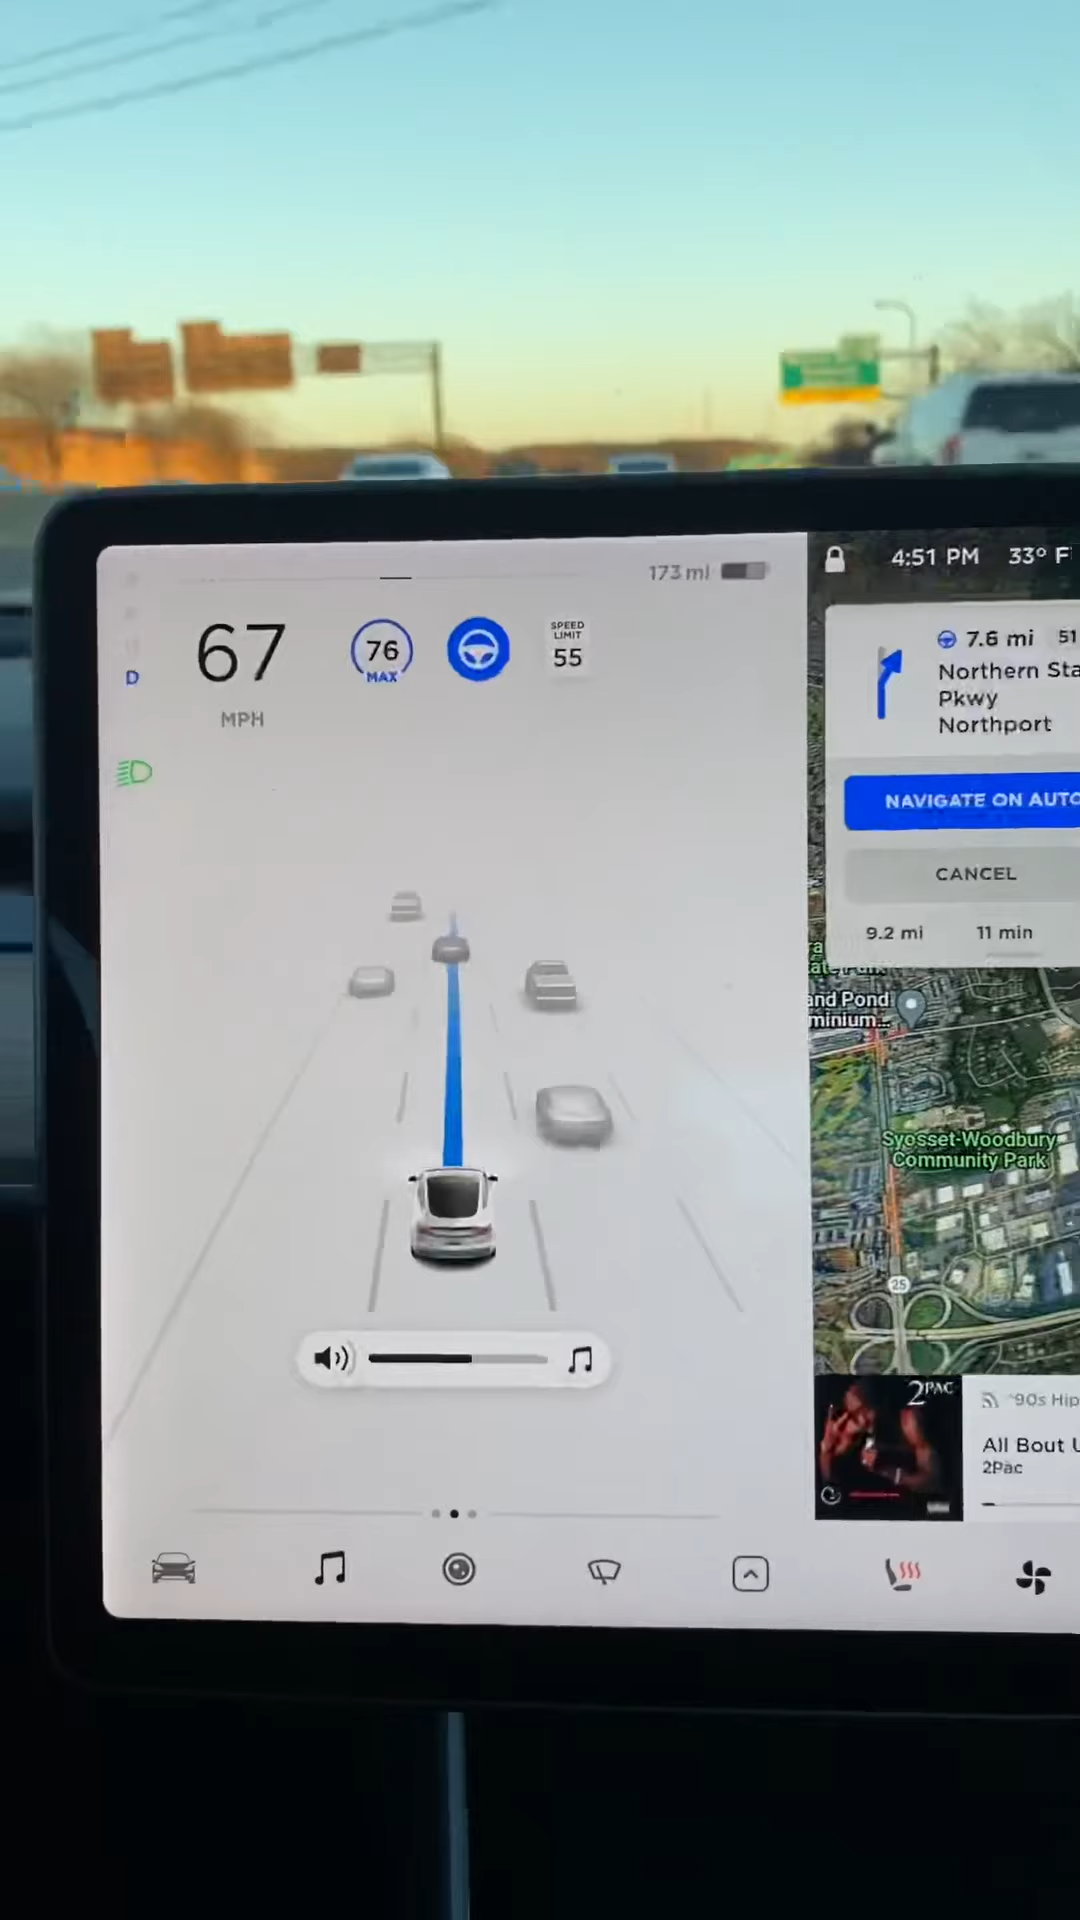 173 mi
4:51 PM 33° F
67
MPH
76
MAX
SPEED
LIMIT
55
D
7.6 mi 51
Northern Sta
Pkwy
Northport
NAVIGATE ON AUTO
CANCEL
9.2 mi 11 min
and Pond
minium...
Syosset-Woodbury
Community Park
25
2PAC
'90s Hip
All Bout U
2Pac